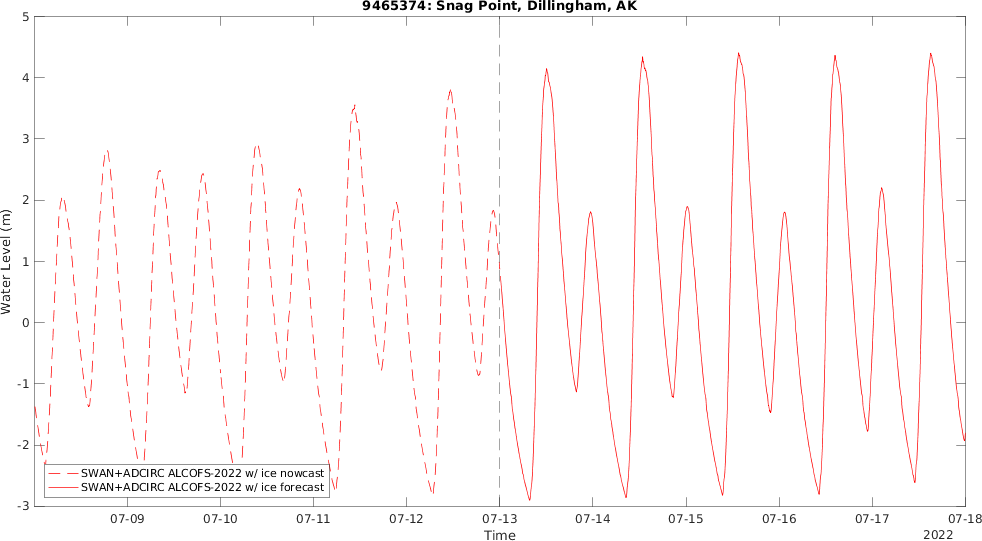 9465374: Snag Point, Dillingham, AK
5
4
3
2
1
0
-1
-2
-3
Water Level (m)
SWAN+ADCIRC ALCOFS-2022 w/ ice nowcast
SWAN+ADCIRC ALCOFS-2022 w/ ice forecast
07-09 07-10 07-11 07-12 07-13 07-14 07-15 07-16 07-17 07-18
Time
2022